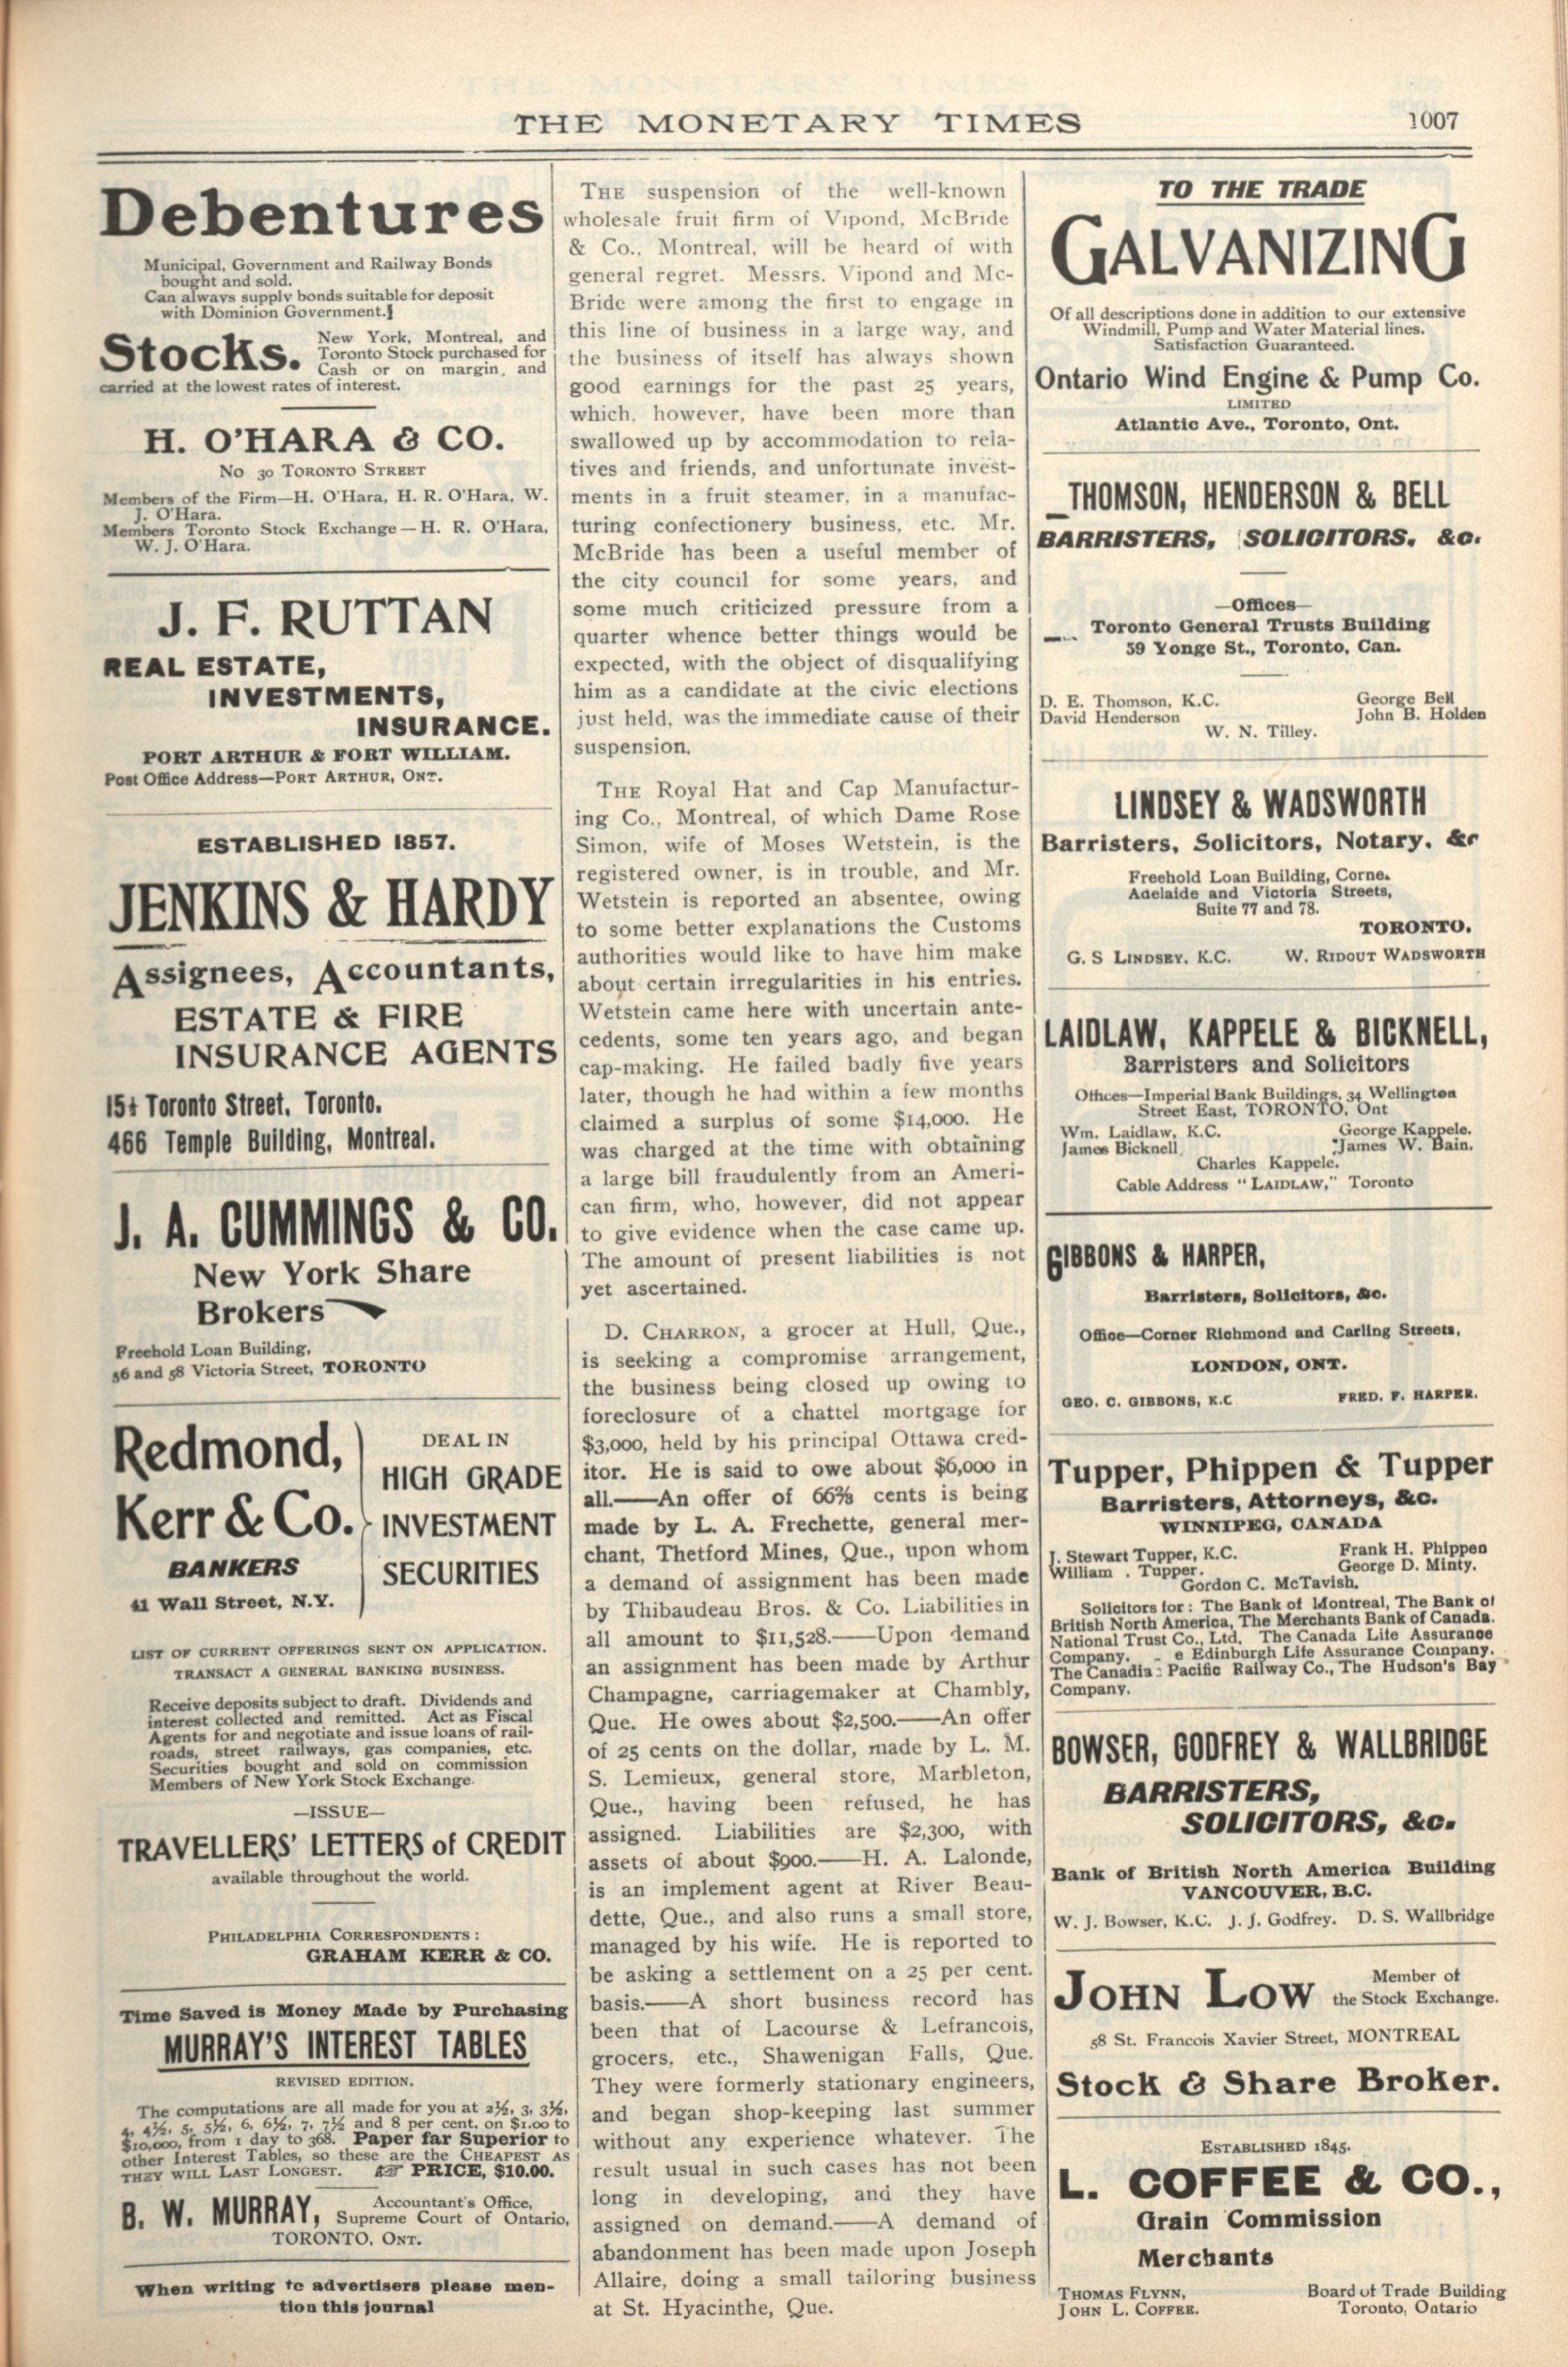 THE MONETARY TIMES 1007
Debentures
Municipal, Government and Railway Bonds
bought and sold.
Can always supply bonds suitable for deposit
with Dominion Government.
Stocks. New York, Montreal, and
Toronto Stock purchased for
Cash or on margin, and
carried at the lowest rates of interest.
H. O'HARA & CO.
No 30 TORONTO STREET
Members of the Firm—H. O'Hara, H. R. O'Hara, W.
J. O'Hara.
Members Toronto Stock Exchange—H. R. O'Hara,
W. J. O'Hara.
J. F. RUTTAN
REAL ESTATE,
INVESTMENTS,
INSURANCE.
PORT ARTHUR & FORT WILLIAM.
Post Office Address—PORT ARTHUR, ONT.
ESTABLISHED 1857.
JENKINS & HARDY
Assignees, Accountants,
ESTATE & FIRE
INSURANCE AGENTS
15½ Toronto Street, Toronto.
466 Temple Building, Montreal.
J. A. CUMMINGS & CO.
New York Share
Brokers
Freehold Loan Building,
56 and 58 Victoria Street, TORONTO
Redmond,
Kerr & Co.
BANKERS
41 Wall Street, N.Y.
DEAL IN
HIGH GRADE
INVESTMENT
SECURITIES
LIST OF CURRENT OFFERINGS SENT ON APPLICATION.
TRANSACT A GENERAL BANKING BUSINESS.
Receive deposits subject to draft. Dividends and
interest collected and remitted. Act as Fiscal
Agents for and negotiate and issue loans of rail-
roads, street railways, gas companies, etc.
Securities bought and sold on commission
Members of New York Stock Exchange.
—ISSUE—
TRAVELLERS' LETTERS of CREDIT
available throughout the world.
PHILADELPHIA CORRESPONDENTS:
GRAHAM KERR & CO.
Time Saved is Money Made by Purchasing
MURRAY'S INTEREST TABLES
REVISED EDITION.
The computations are all made for you at 2½, 3, 3½,
4, 4½, 5, 5½, 6, 6½, 7, 7½ and 8 per cent. on $1.00 to
$10,000, from 1 day to 368. Paper far Superior to
other Interest Tables, so these are the CHEAPEST AS
THEY WILL LAST LONGEST. ☞ PRICE, $10.00.
B. W. MURRAY, Accountant's Office,
Supreme Court of Ontario,
TORONTO, ONT.
When writing to advertisers please men-
tion this journal
THE suspension of the well-known
wholesale fruit firm of Vipond, McBride
& Co., Montreal, will be heard of with
general regret. Messrs. Vipond and Mc-
Bride were among the first to engage in
this line of business in a large way, and
the business of itself has always shown
good earnings for the past 25 years,
which, however, have been more than
swallowed up by accommodation to rela-
tives and friends, and unfortunate invest-
ments in a fruit steamer, in a manufac-
turing confectionery business, etc. Mr.
McBride has been a useful member of
the city council for some years, and
some much criticized pressure from a
quarter whence better things would be
expected, with the object of disqualifying
him as a candidate at the civic elections
just held, was the immediate cause of their
suspension.
THE Royal Hat and Cap Manufactur-
ing Co., Montreal, of which Dame Rose
Simon, wife of Moses Wetstein, is the
registered owner, is in trouble, and Mr.
Wetstein is reported an absentee, owing
to some better explanations the Customs
authorities would like to have him make
about certain irregularities in his entries.
Wetstein came here with uncertain ante-
cedents, some ten years ago, and began
cap-making. He failed badly five years
later, though he had within a few months
claimed a surplus of some $14,000. He
was charged at the time with obtaining
a large bill fraudulently from an Ameri-
can firm, who, however, did not appear
to give evidence when the case came up.
The amount of present liabilities is not
yet ascertained.
D. CHARRON, a grocer at Hull, Que.,
is seeking a compromise arrangement,
the business being closed up owing to
foreclosure of a chattel mortgage for
$3,000, held by his principal Ottawa cred-
itor. He is said to owe about $6,000 in
all.——An offer of 66⅔ cents is being
made by L. A. Frechette, general mer-
chant, Thetford Mines, Que., upon whom
a demand of assignment has been made
by Thibaudeau Bros. & Co. Liabilities in
all amount to $11,528.——Upon demand
an assignment has been made by Arthur
Champagne, carriagemaker at Chambly,
Que. He owes about $2,500.——An offer
of 25 cents on the dollar, made by L. M.
S. Lemieux, general store, Marbleton,
Que., having been refused, he has
assigned. Liabilities are $2,300, with
assets of about $900.——H. A. Lalonde,
is an implement agent at River Beau-
dette, Que., and also runs a small store,
managed by his wife. He is reported to
be asking a settlement on a 25 per cent.
basis.——A short business record has
been that of Lacourse & Lefrancois,
grocers, etc., Shawenigan Falls, Que.
They were formerly stationary engineers,
and began shop-keeping last summer
without any experience whatever. The
result usual in such cases has not been
long in developing, and they have
assigned on demand.——A demand of
abandonment has been made upon Joseph
Allaire, doing a small tailoring business
at St. Hyacinthe, Que.
TO THE TRADE
GALVANIZING
Of all descriptions done in addition to our extensive
Windmill, Pump and Water Material lines.
Satisfaction Guaranteed.
Ontario Wind Engine & Pump Co.
LIMITED
Atlantic Ave., Toronto, Ont.
THOMSON, HENDERSON & BELL
BARRISTERS, SOLICITORS, &c.
—Offices—
Toronto General Trusts Building
59 Yonge St., Toronto, Can.
D. E. Thomson, K.C. George Bell
David Henderson John B. Holden
W. N. Tilley.
LINDSEY & WADSWORTH
Barristers, Solicitors, Notary, &c
Freehold Loan Building, Corner
Adelaide and Victoria Streets,
Suite 77 and 78.
TORONTO.
G. S LINDSEY, K.C. W. RIDOUT WADSWORTH
LAIDLAW, KAPPELE & BICKNELL,
Barristers and Solicitors
Offices—Imperial Bank Buildings, 34 Wellington
Street East, TORONTO, Ont
Wm. Laidlaw, K.C. George Kappele.
James Bicknell James W. Bain.
Charles Kappele.
Cable Address "LAIDLAW," Toronto
GIBBONS & HARPER,
Barristers, Solicitors, &c.
Office—Corner Richmond and Carling Streets,
LONDON, ONT.
GEO. C. GIBBONS, K.C FRED. F. HARPER.
Tupper, Phippen & Tupper
Barristers, Attorneys, &c.
WINNIPEG, CANADA
J. Stewart Tupper, K.C. Frank H. Phippen
William . Tupper. George D. Minty.
Gordon C. McTavish.
Solicitors for: The Bank of Montreal, The Bank of
British North America, The Merchants Bank of Canada.
National Trust Co., Ltd. The Canada Life Assurance
Company. e Edinburgh Life Assurance Company.
The Canadia: Pacific Railway Co., The Hudson's Bay
Company.
BOWSER, GODFREY & WALLBRIDGE
BARRISTERS,
SOLICITORS, &c.
Bank of British North America Building
VANCOUVER, B.C.
W. J. Bowser, K.C. J. J. Godfrey. D. S. Wallbridge
JOHN LOW Member of
the Stock Exchange.
58 St. Francois Xavier Street, MONTREAL
Stock & Share Broker.
ESTABLISHED 1845.
L. COFFEE & CO.,
Grain Commission
Merchants
THOMAS FLYNN, Board of Trade Building
JOHN L. COFFEE. Toronto, Ontario